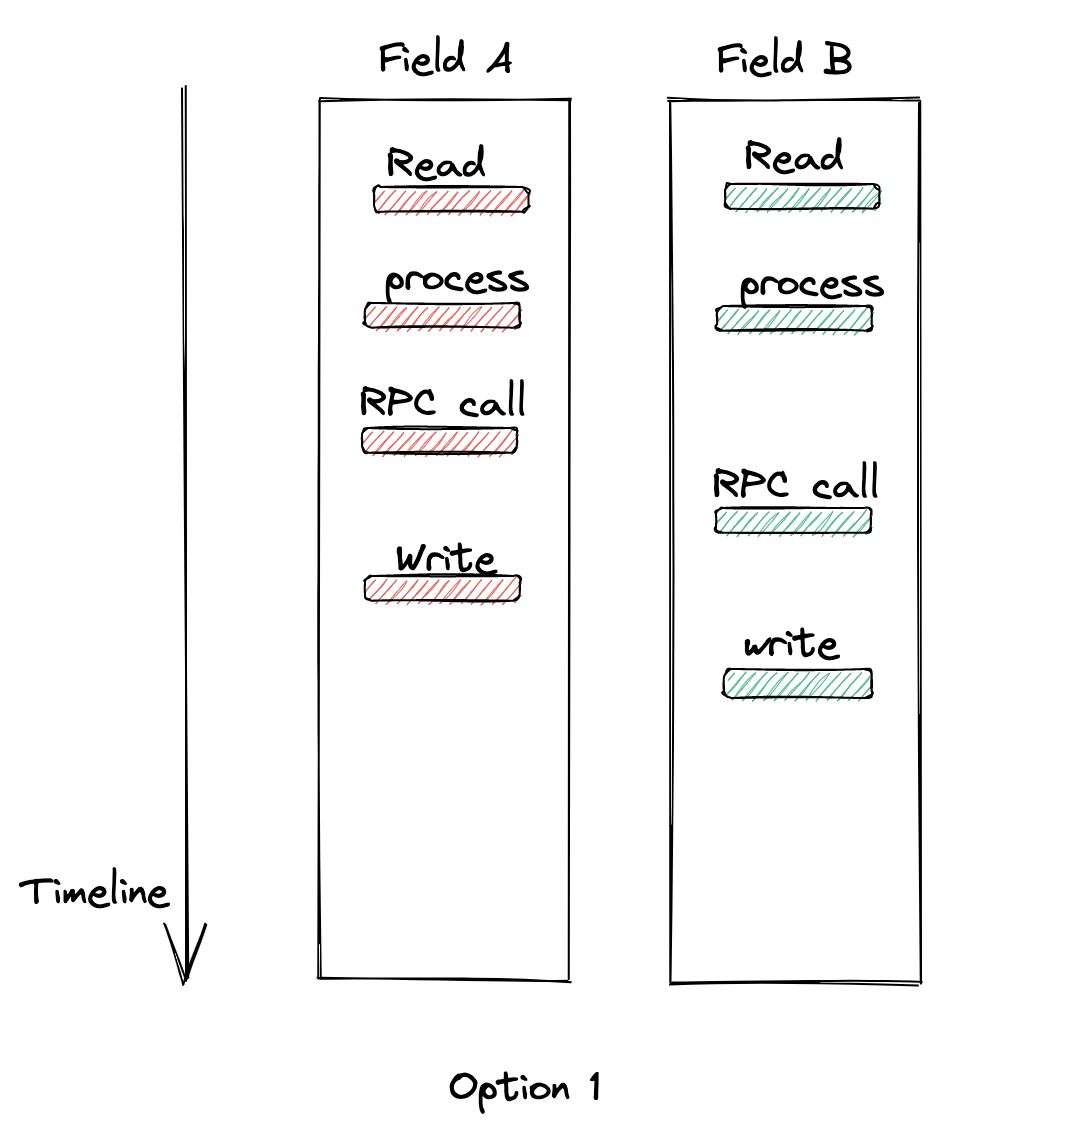 Field A
Field B
Read
Read
process
process
RPC call
RPC call
Write
write
Timeline
Option 1